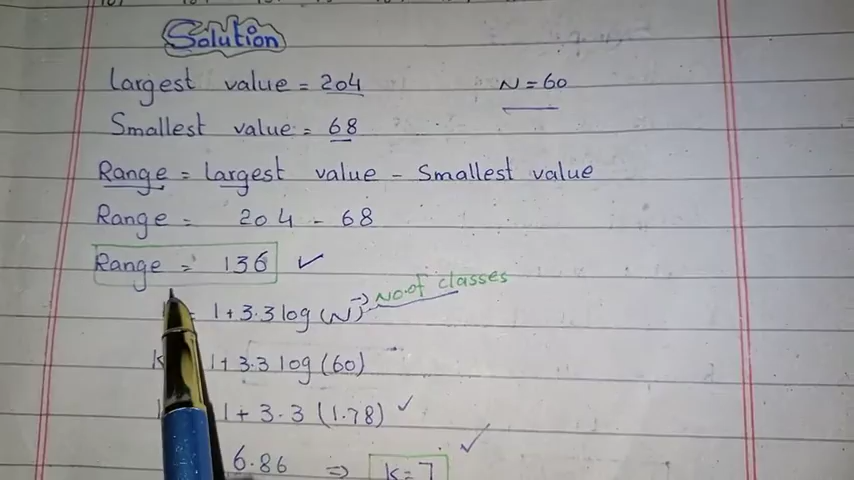 Solution
Largest value = 204 N = 60
Smallest value = 68
Range = largest value - Smallest value
Range = 204 - 68
Range = 136 ✓
= 1 + 3.3 log (N) → No. of classes
K 1 + 3.3 log (60)
1 + 3.3 (1.78) ✓
6.86 ⇒ K = 7 ✓